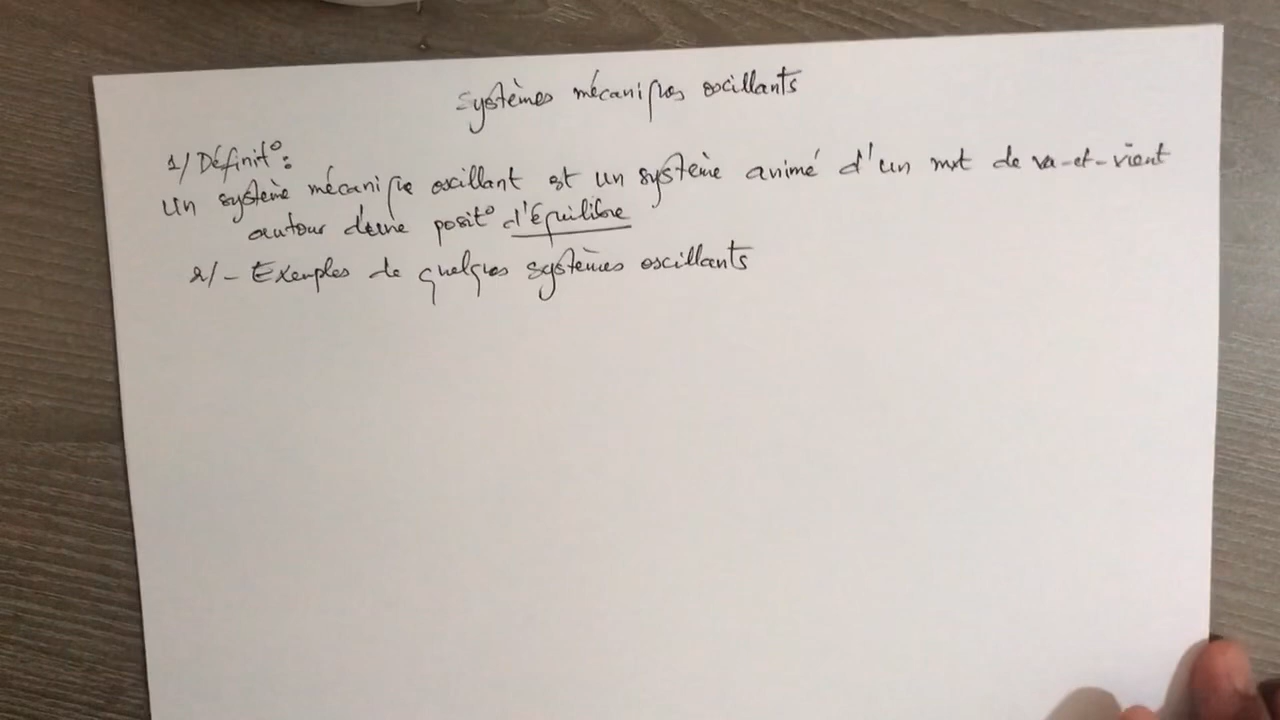 Systèmes mécaniques oscillants
1/ Définit°:
Un système mécanique oscillant est un système animé d'un mvt de va-et-vient
autour d'une posit° d'équilibre
2/- Exemples de quelques systèmes oscillants